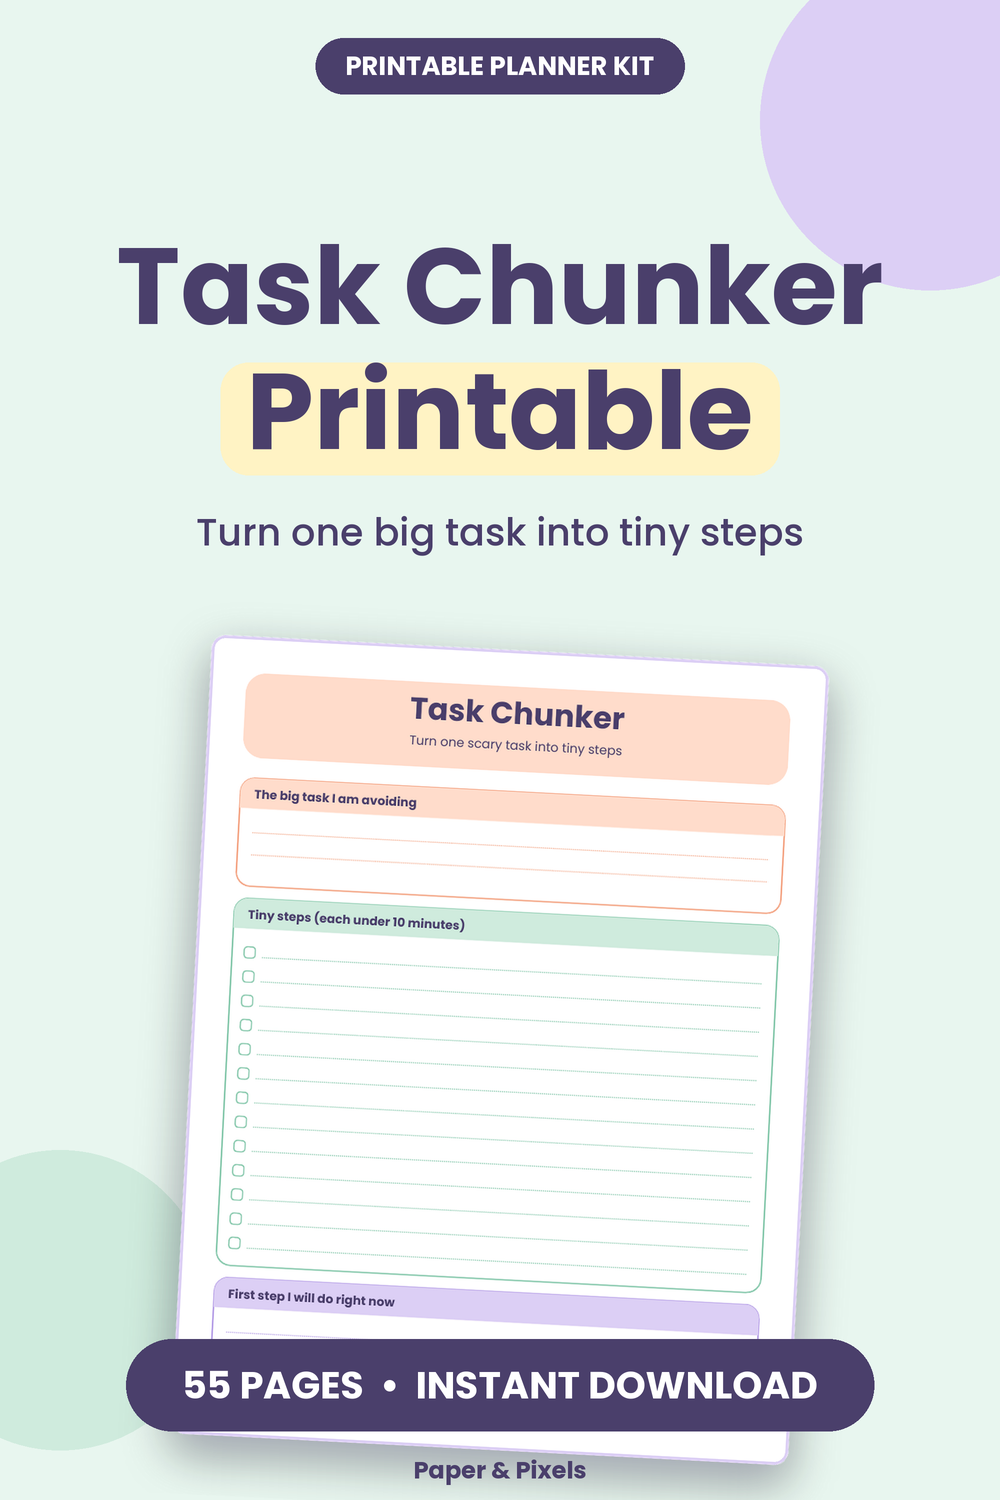 PRINTABLE PLANNER KIT
Task Chunker
Printable
Turn one big task into tiny steps
Task Chunker
Turn one scary task into tiny steps
The big task I am avoiding
Tiny steps (each under 10 minutes)
First step I will do right now
55 PAGES • INSTANT DOWNLOAD
Paper & Pixels